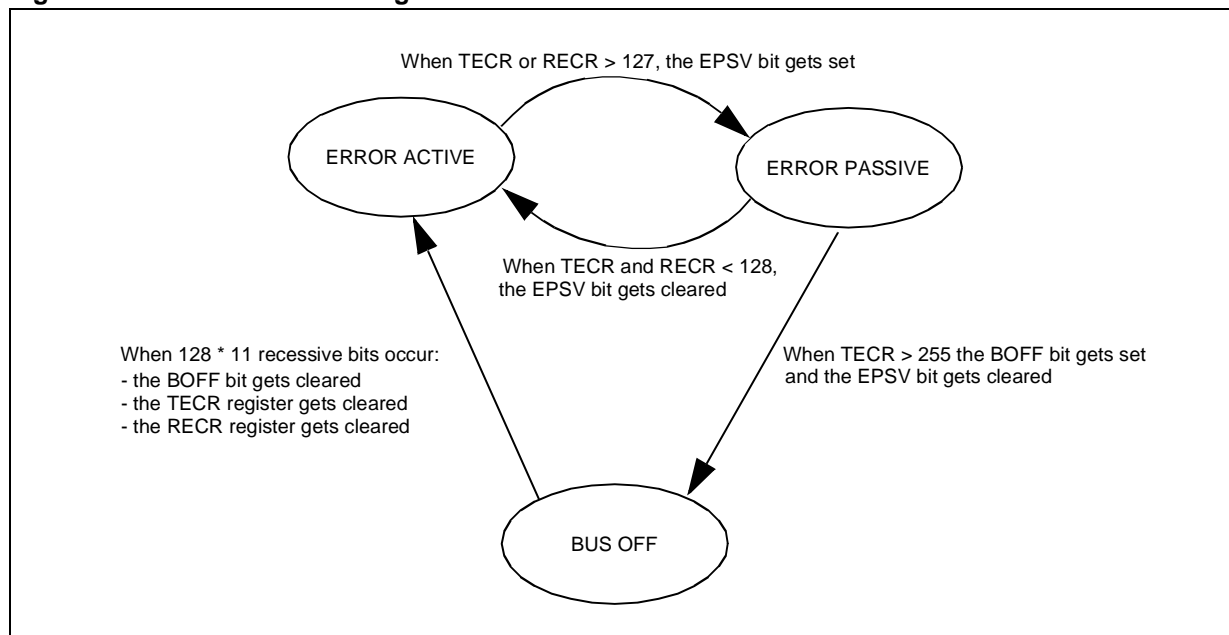 When TECR or RECR > 127, the EPSV bit gets set
ERROR ACTIVE
ERROR PASSIVE
When TECR and RECR < 128,
the EPSV bit gets cleared
When 128 * 11 recessive bits occur:
- the BOFF bit gets cleared
- the TECR register gets cleared
- the RECR register gets cleared
When TECR > 255 the BOFF bit gets set
and the EPSV bit gets cleared
BUS OFF